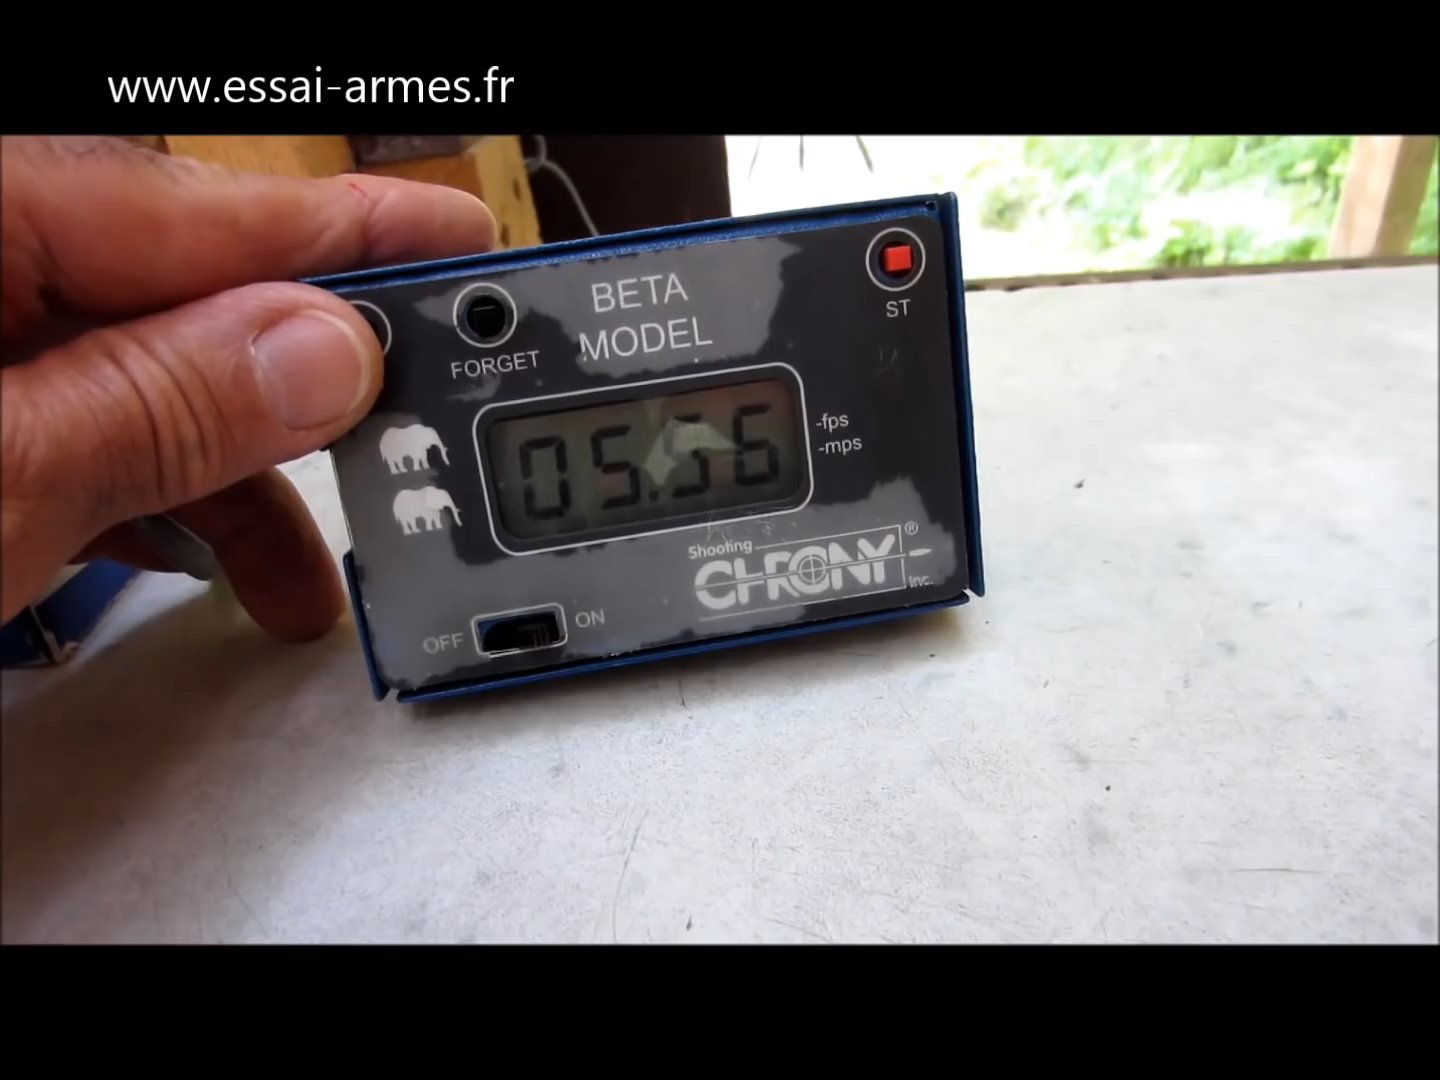 www.essai-armes.fr
BETA
MODEL
ST
FORGET
05.56
-fps
-mps
Shooting
CHRONY®
Inc.
OFF
ON